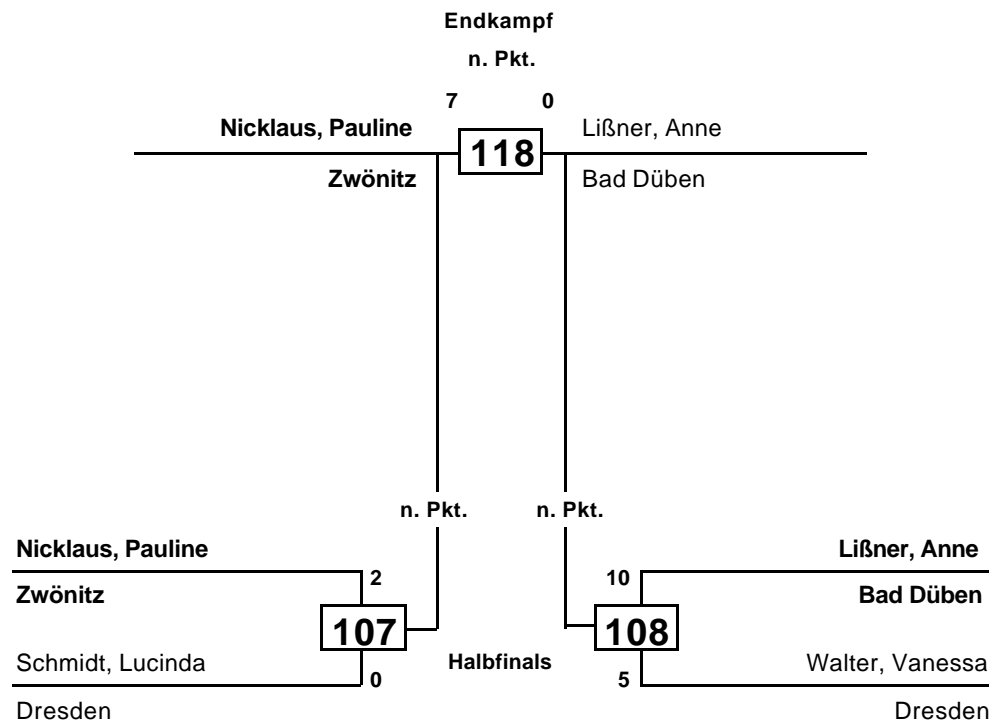 Endkampf
n. Pkt.
7 0
Nicklaus, Pauline 118 Lißner, Anne
Zwönitz Bad Düben
n. Pkt. n. Pkt.
Nicklaus, Pauline Lißner, Anne
2 10
Zwönitz Bad Düben
107 108
Schmidt, Lucinda Halbfinals Walter, Vanessa
0 5
Dresden Dresden